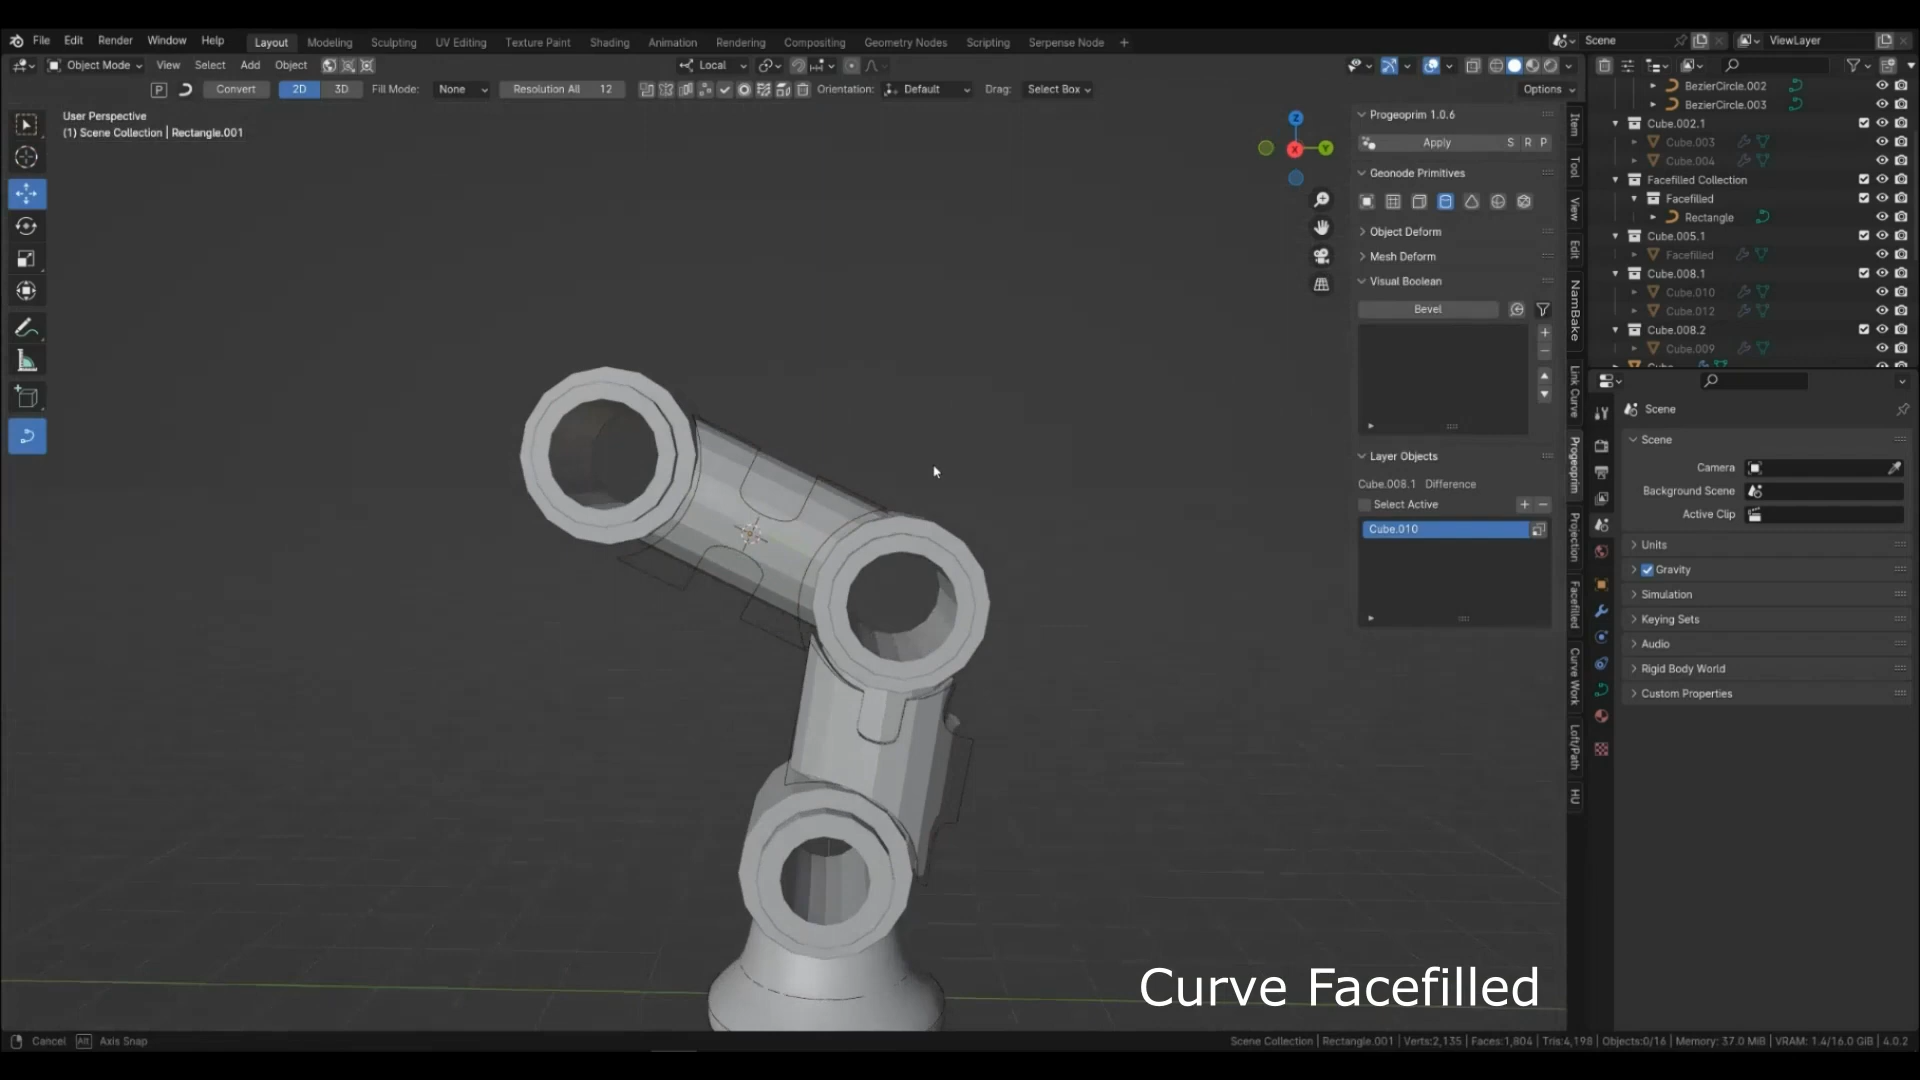 File Edit Render Window Help Layout Modeling Sculpting UV Editing Texture Paint Shading Animation Rendering Compositing Geometry Nodes Scripting Serpense Node + Scene ViewLayer
Object Mode View Select Add Object Local
P Convert 2D 3D Fill Mode: None Resolution All 12 Orientation: Default Drag: Select Box Options
User Perspective
(1) Scene Collection | Rectangle.001
Z
X
Y
Progeoprim 1.0.6
Apply S R P
Geonode Primitives
Object Deform
Mesh Deform
Visual Boolean
Bevel
Layer Objects
Cube.008.1 Difference
Select Active
Cube.010
Item
Tool
View
Edit
NamBake
Link Curve
Progeoprim
Projection
Facefilled
Curve Work
Loft/Path
HU
BezierCircle.002
BezierCircle.003
Cube.002.1
Cube.003
Cube.004
Facefilled Collection
Facefilled
Rectangle
Cube.005.1
Facefilled
Cube.008.1
Cube.010
Cube.012
Cube.008.2
Cube.009
Scene
Scene
Camera
Background Scene
Active Clip
Units
Gravity
Simulation
Keying Sets
Audio
Rigid Body World
Custom Properties
Curve Facefilled
Cancel Alt Axis Snap
Scene Collection | Rectangle.001 | Verts:2,135 | Faces:1,804 | Tris:4,198 | Objects:0/16 | Memory: 37.0 MiB | VRAM: 1.4/16.0 GiB | 4.0.2